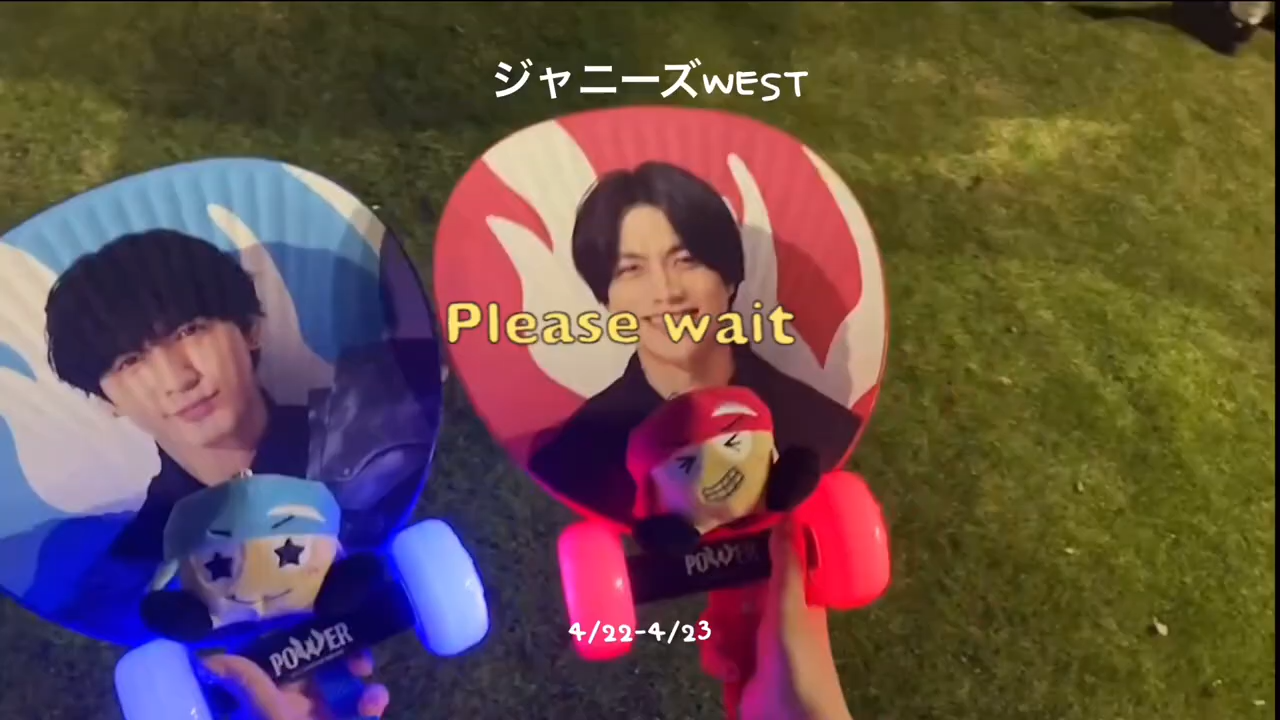 ジャニーズWEST
Please wait
POWER
POWER
4/22-4/23